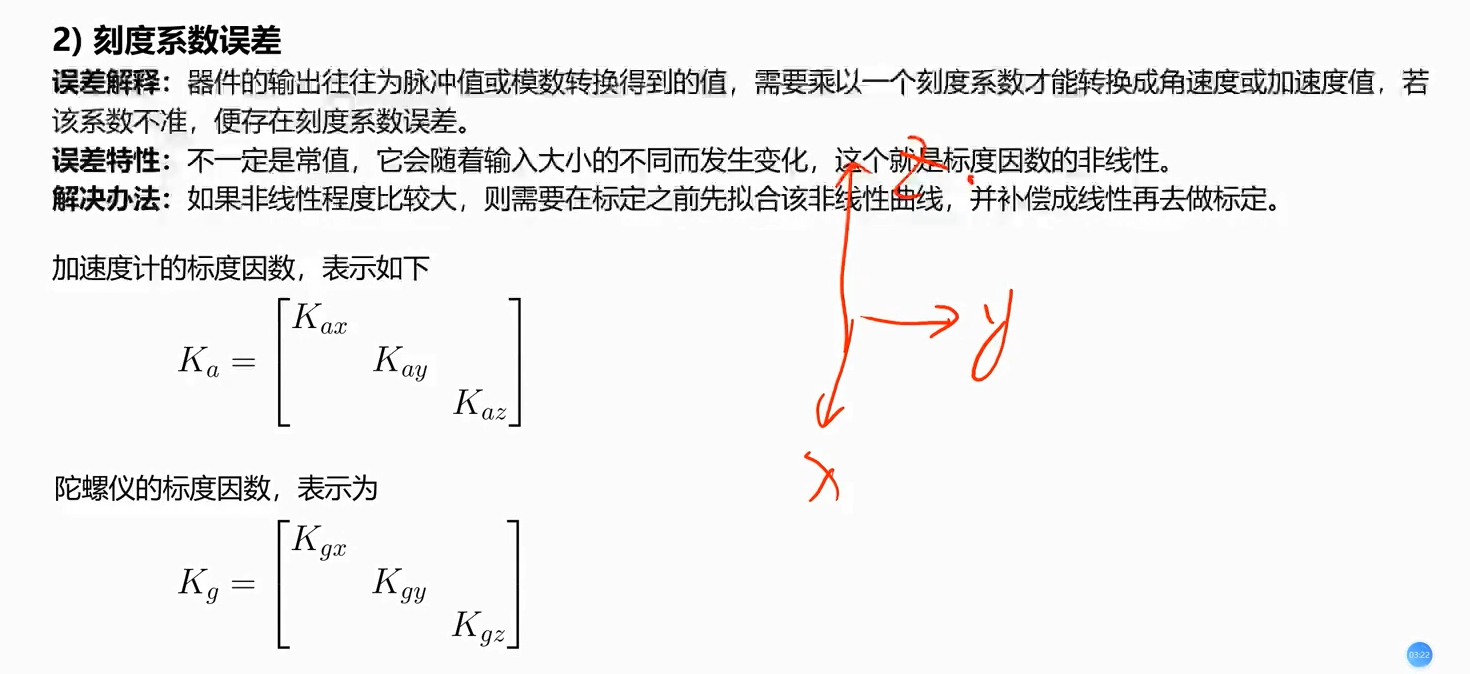 2) 刻度系数误差
误差解释：器件的输出往往为脉冲值或模数转换得到的值，需要乘以一个刻度系数才能转换成角速度或加速度值，若
该系数不准，便存在刻度系数误差。
误差特性：不一定是常值，它会随着输入大小的不同而发生变化，这个就是标度因数的非线性。
解决办法：如果非线性程度比较大，则需要在标定之前先拟合该非线性曲线，并补偿成线性再去做标定。
z
加速度计的标度因数，表示如下
K_{ax}
K_a = K_{ay}
K_{az}
y
x
陀螺仪的标度因数，表示为
K_{gx}
K_g = K_{gy}
K_{gz}
03:22